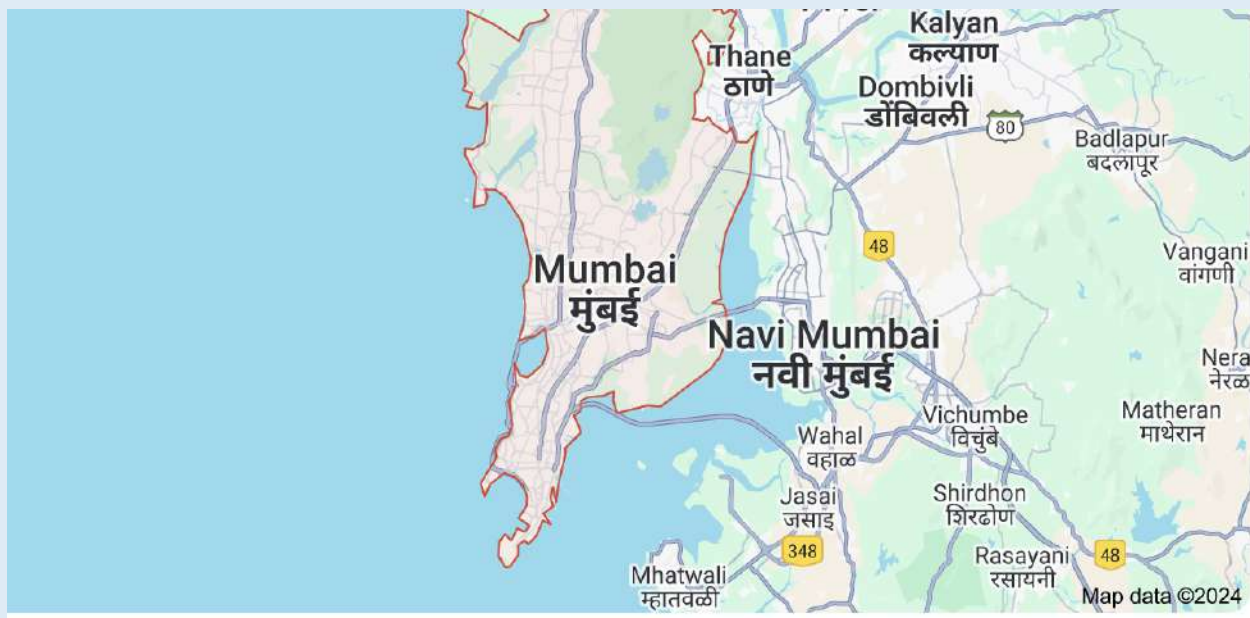 Kalyan
कल्याण
Thane
ठाणे
Dombivli
डोंबिवली
80
Badlapur
बदलापूर
48
Vangani
वांगणी
Mumbai
मुंबई
Navi Mumbai
नवी मुंबई
Nera
नेरळ
Matheran
माथेरान
Vichumbe
विचुंबे
Wahal
वहाळ
Jasai
जसाइ
Shirdhon
शिरढोण
348
48
Rasayani
रसायनी
Mhatwali
म्हातवळी
Map data ©2024